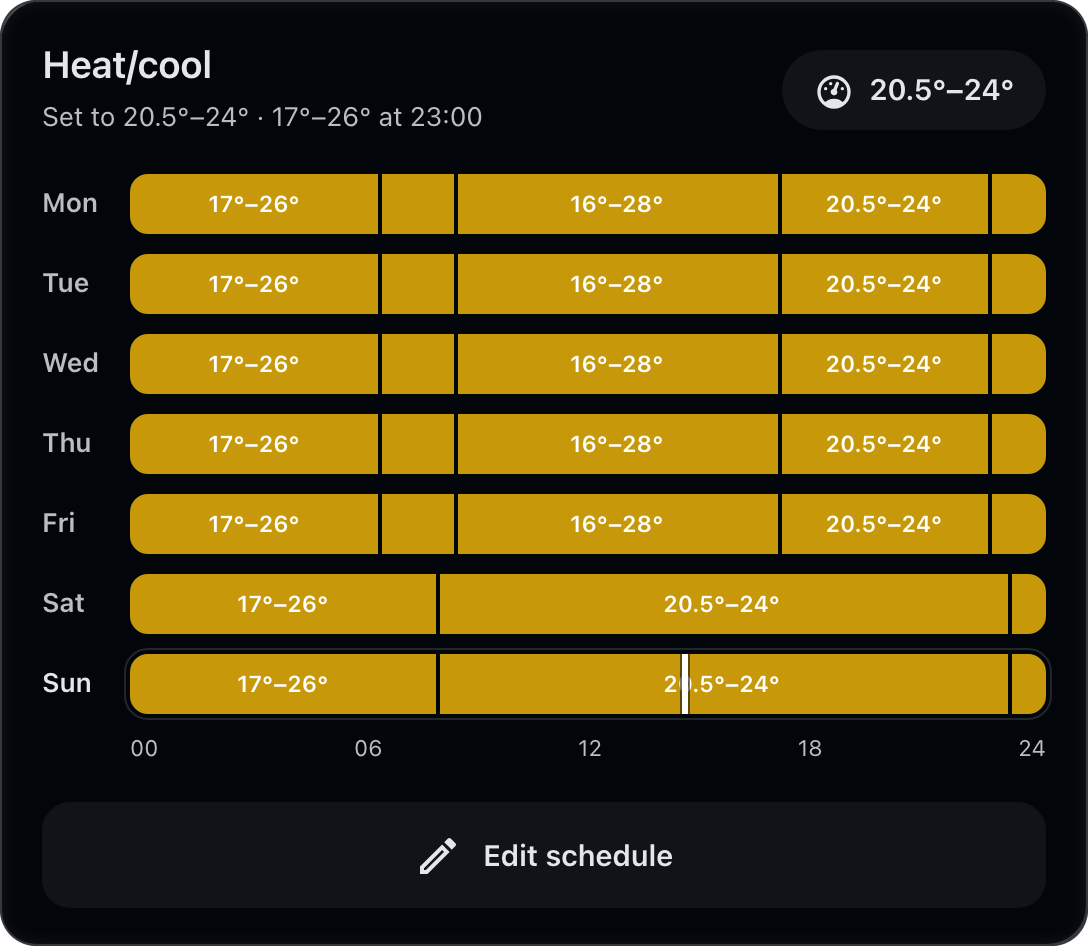 Heat/cool
Set to 20.5°–24° · 17°–26° at 23:00
20.5°–24°
Mon 17°–26° 16°–28° 20.5°–24°
Tue 17°–26° 16°–28° 20.5°–24°
Wed 17°–26° 16°–28° 20.5°–24°
Thu 17°–26° 16°–28° 20.5°–24°
Fri 17°–26° 16°–28° 20.5°–24°
Sat 17°–26° 20.5°–24°
Sun 17°–26° 20.5°–24°
00 06 12 18 24
Edit schedule